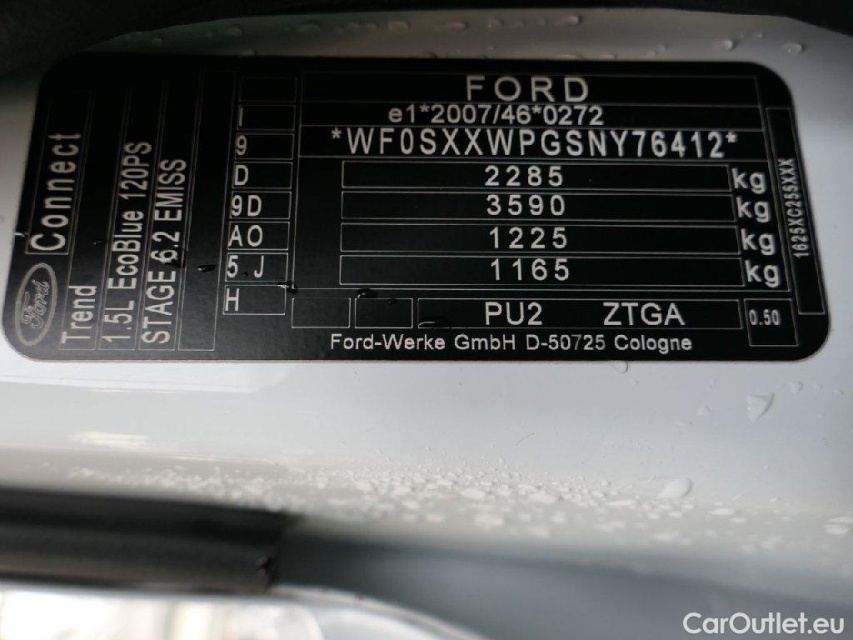 FORD
e1*2007/46*0272
*WF0SXXWPGSNY76412*
2285 kg
3590 kg
1225 kg
1165 kg
PU2 ZTGA 0.50
Ford-Werke GmbH D-50725 Cologne
I
9
D
9D
AO
5 J
H
Ford Connect
Trend
1.5L EcoBlue 120PS
STAGE 6.2 EMISS
1625XC255XXX
CarOutlet.eu